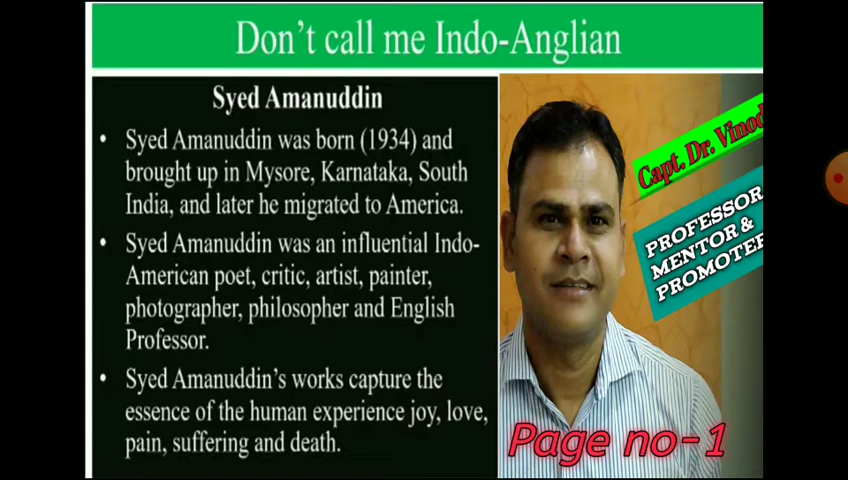 Don't call me Indo-Anglian
Syed Amanuddin
• Syed Amanuddin was born (1934) and
brought up in Mysore, Karnataka, South
India, and later he migrated to America.
• Syed Amanuddin was an influential Indo-
American poet, critic, artist, painter,
photographer, philosopher and English
Professor.
• Syed Amanuddin's works capture the
essence of the human experience joy, love,
pain, suffering and death.
Capt. Dr. Vinod
PROFESSOR
MENTOR &
PROMOTER
Page no-1